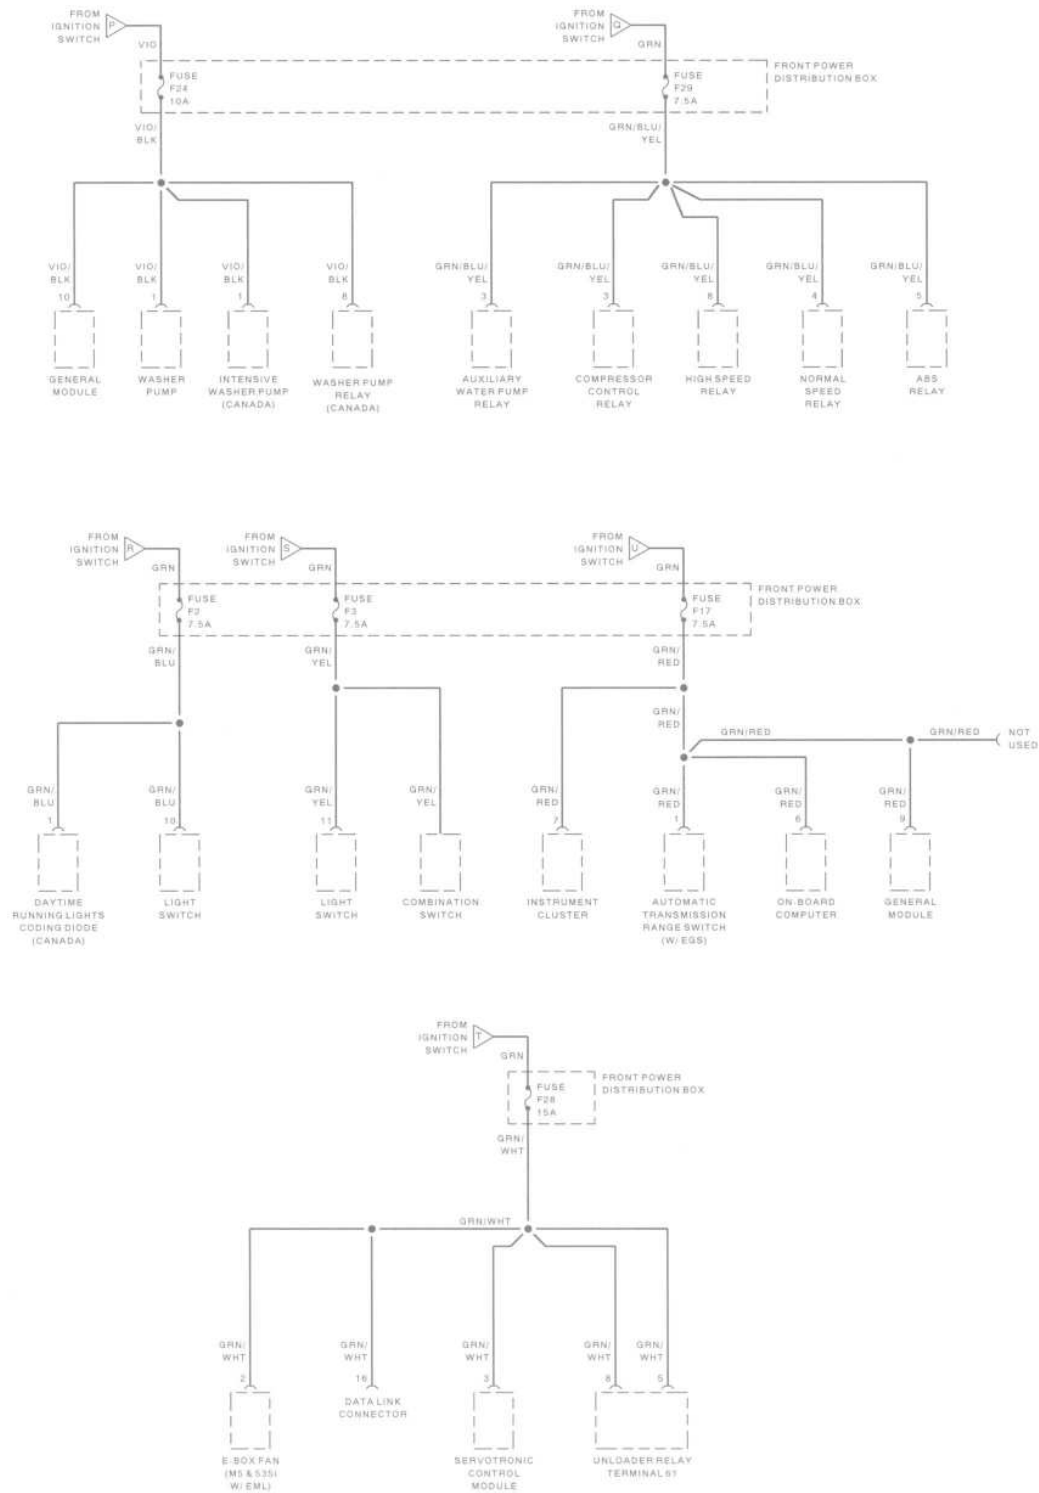 FROM
IGNITION
SWITCH
P
VIO
FUSE
F24
10A
VIO/
BLK
FROM
IGNITION
SWITCH
Q
GRN
FUSE
F29
7.5A
FRONT POWER
DISTRIBUTION BOX
GRN/BLU/
YEL
VIO/
BLK
10
GENERAL
MODULE
VIO/
BLK
1
WASHER
PUMP
VIO/
BLK
1
INTENSIVE
WASHER PUMP
(CANADA)
VIO/
BLK
8
WASHER PUMP
RELAY
(CANADA)
GRN/BLU/
YEL
3
AUXILIARY
WATER PUMP
RELAY
GRN/BLU/
YEL
3
COMPRESSOR
CONTROL
RELAY
GRN/BLU/
YEL
6
HIGH SPEED
RELAY
GRN/BLU/
YEL
4
NORMAL
SPEED
RELAY
GRN/BLU/
YEL
5
ABS
RELAY
FROM
IGNITION
SWITCH
R
GRN
FUSE
F2
7.5A
GRN/
BLU
FROM
IGNITION
SWITCH
S
GRN
FUSE
F3
7.5A
GRN/
YEL
FROM
IGNITION
SWITCH
U
GRN
FUSE
F17
7.5A
GRN/
RED
FRONT POWER
DISTRIBUTION BOX
GRN/
RED
GRN/RED
GRN/RED
NOT
USED
GRN/
BLU
1
DAYTIME
RUNNING LIGHTS
CODING DIODE
(CANADA)
GRN/
BLU
10
LIGHT
SWITCH
GRN/
YEL
11
LIGHT
SWITCH
GRN/
YEL
COMBINATION
SWITCH
GRN/
RED
7
INSTRUMENT
CLUSTER
GRN/
RED
1
AUTOMATIC
TRANSMISSION
RANGE SWITCH
(W/ EGS)
GRN/
RED
6
ON-BOARD
COMPUTER
GRN/
RED
9
GENERAL
MODULE
FROM
IGNITION
SWITCH
T
GRN
FUSE
F28
15A
FRONT POWER
DISTRIBUTION BOX
GRN/
WHT
GRN/WHT
GRN/
WHT
2
E-BOX FAN
(M5 & 535I
W/ EML)
GRN/
WHT
16
DATA LINK
CONNECTOR
GRN/
WHT
3
SERVOTRONIC
CONTROL
MODULE
GRN/
WHT
8
GRN/
WHT
5
UNLOADER RELAY
TERMINAL 61